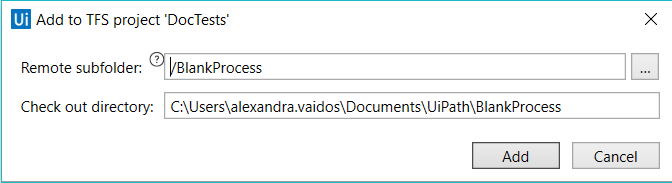 Ui Add to TFS project 'DocTests'
Remote subfolder: ? /BlankProcess ...
Check out directory: C:\Users\alexandra.vaidos\Documents\UiPath\BlankProcess
Add Cancel